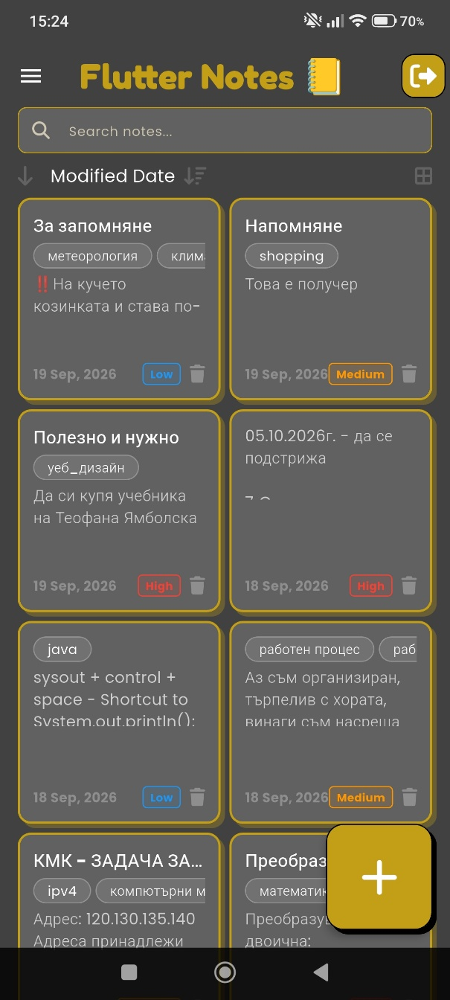 15:24
70%
Flutter Notes
Search notes...
Modified Date
За запомняне
метеорология
‼️ На кучето
козинката и става по-
19 Sep, 2026
Low
Напомняне
shopping
Това е получер
19 Sep, 2026
Medium
Полезно и нужно
уеб_дизайн
Да си купя учебника
на Теофана Ямболска
19 Sep, 2026
High
05.10.2026г. - да се
подстрижа
18 Sep, 2026
High
java
sysout + control +
space - Shortcut to
System.out.println();
18 Sep, 2026
Low
работен процес раб
Аз съм организиран,
търпелив с хората,
винаги съм насреща
18 Sep, 2026
Medium
КМК - ЗАДАЧА ЗА...
ipv4 компютърни м
Адрес: 120.130.135.140
Адреса принадлежи
Преобраз
математик
Преобразу
двоична: